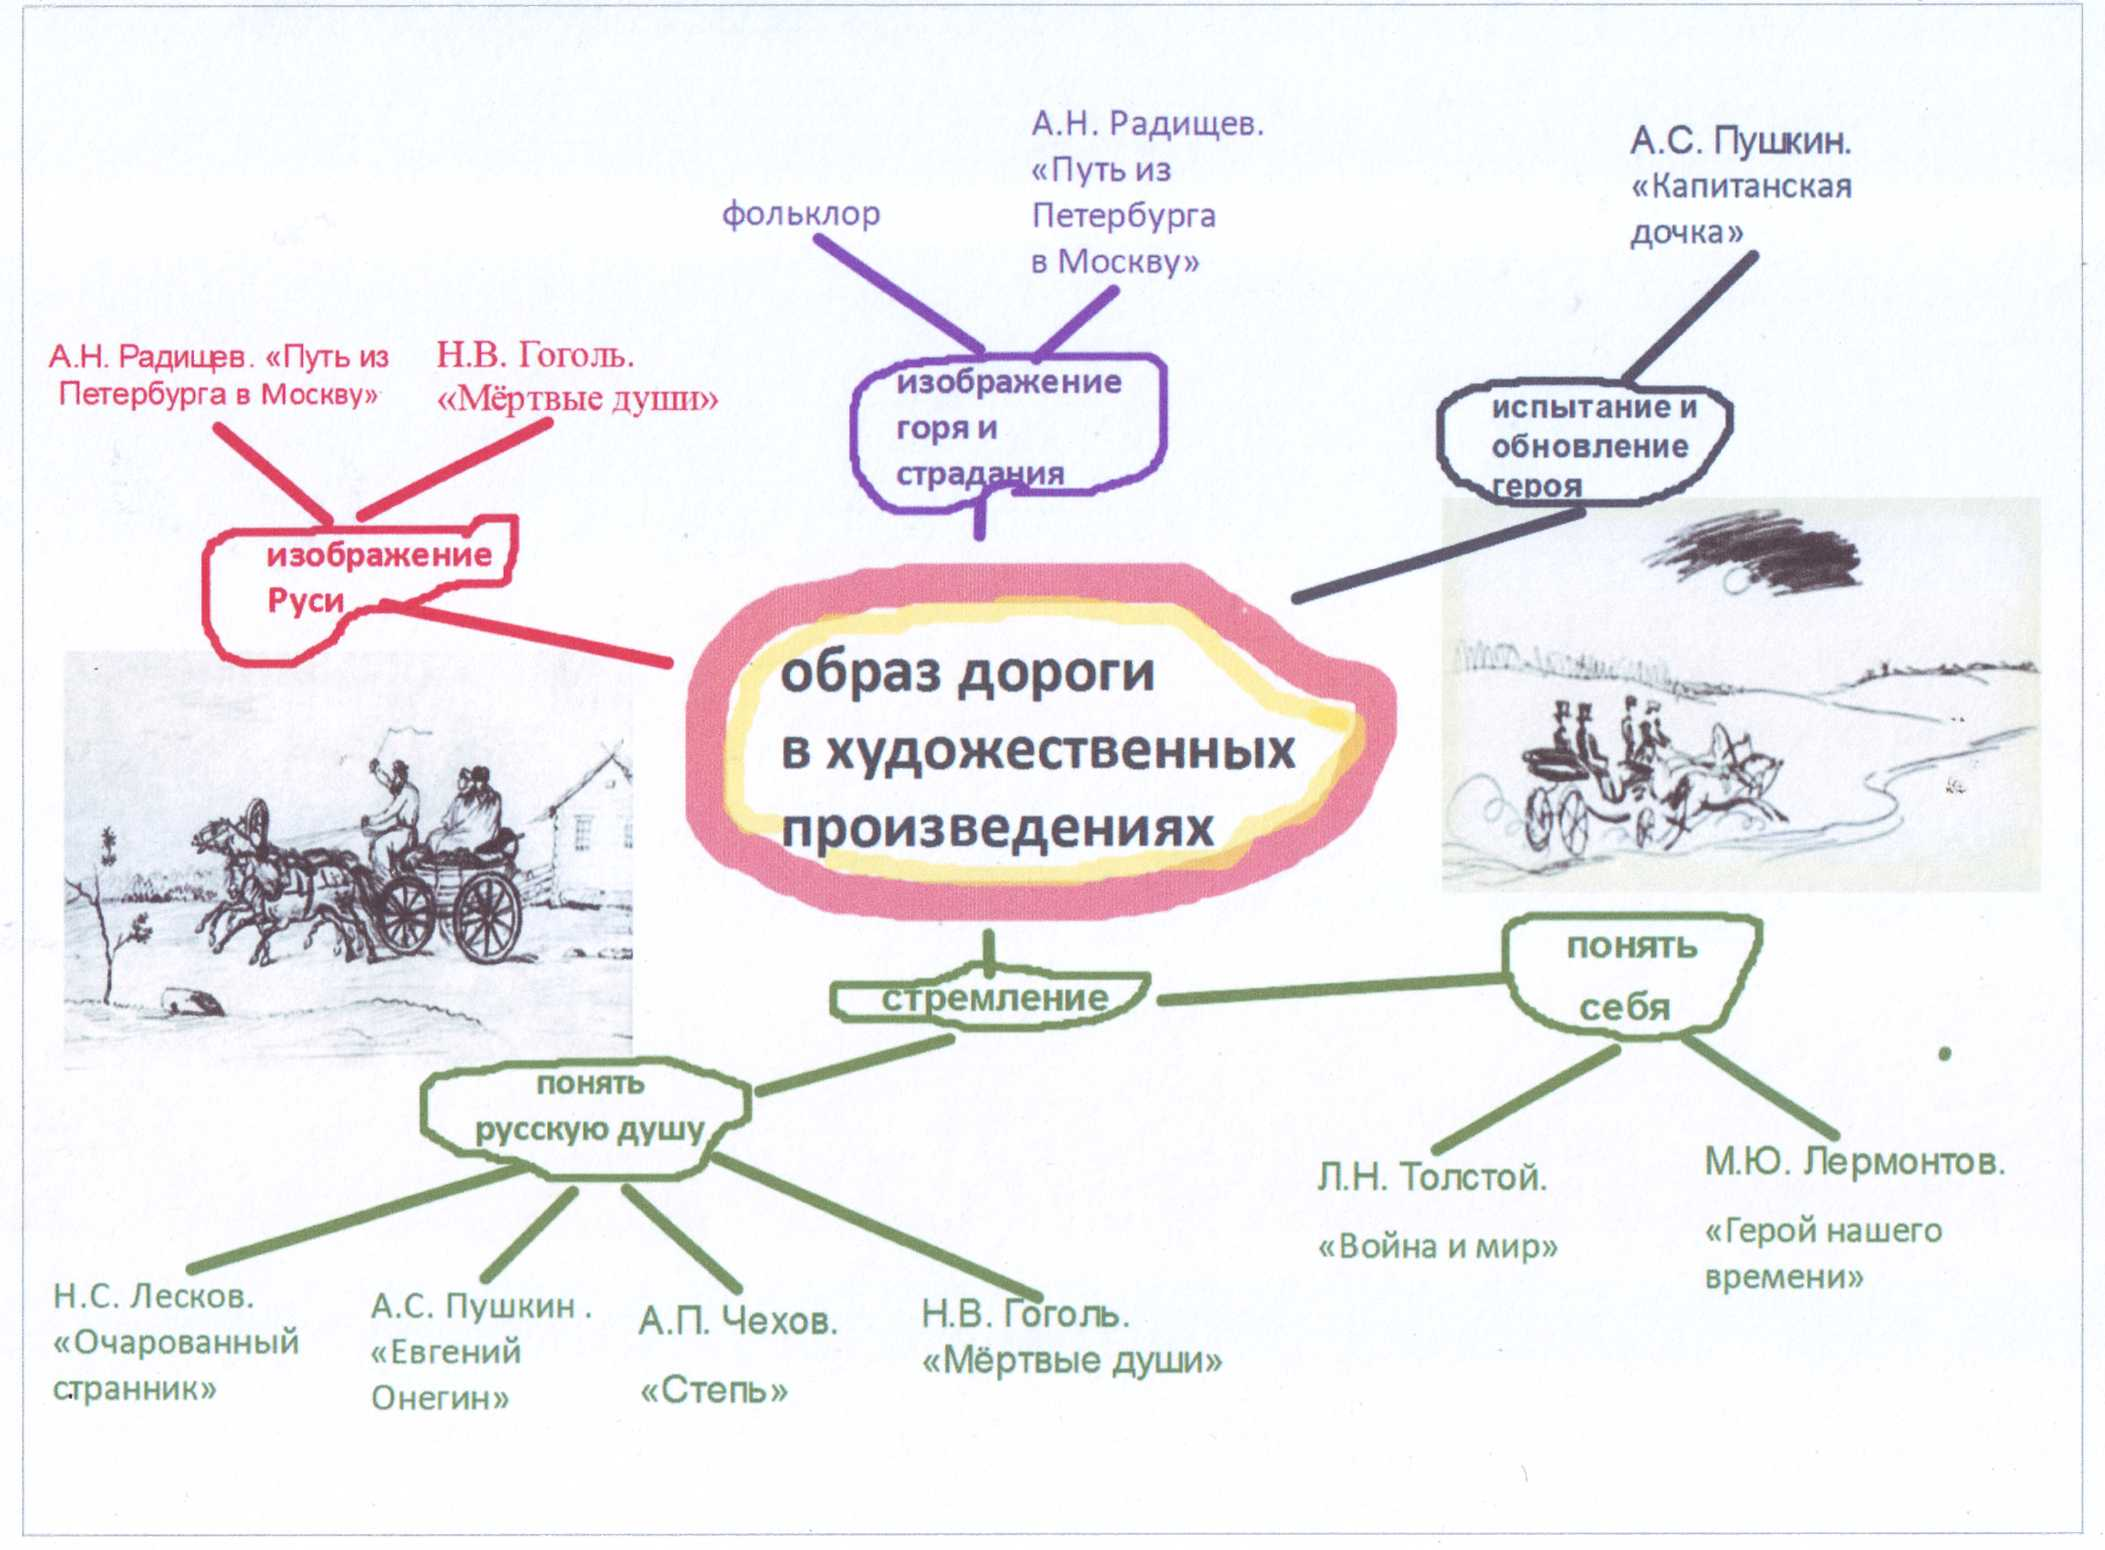 А.Н. Радищев.
«Путь из
Петербурга
в Москву»
фольклор
А.С. Пушкин.
«Капитанская
дочка»
А.Н. Радищев. «Путь из
Петербурга в Москву»
Н.В. Гоголь.
«Мёртвые души»
изображение
горя и
страдания
испытание и
обновление
героя
изображение
Руси
образ дороги
в художественных
произведениях
стремление
понять
себя
понять
русскую душу
Л.Н. Толстой.
«Война и мир»
М.Ю. Лермонтов.
«Герой нашего
времени»
Н.С. Лесков.
«Очарованный
странник»
А.С. Пушкин .
«Евгений
Онегин»
А.П. Чехов.
«Степь»
Н.В. Гоголь.
«Мёртвые души»